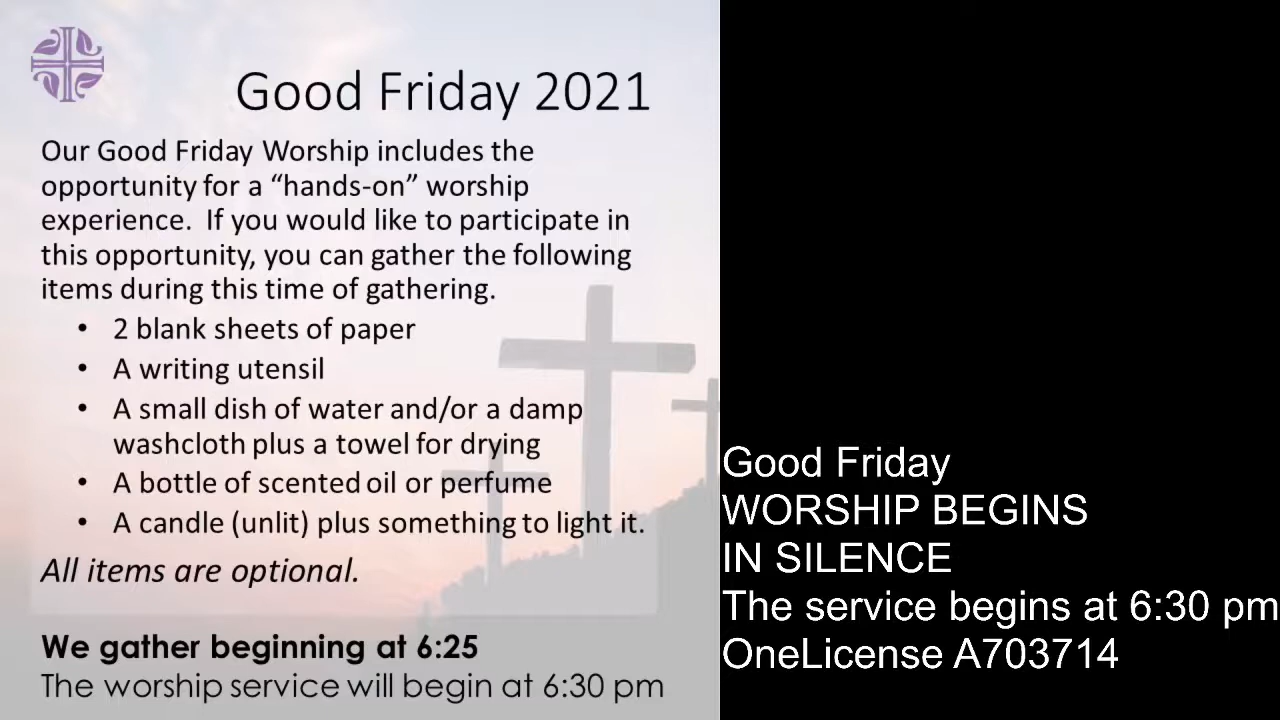 Good Friday 2021
Our Good Friday Worship includes the
opportunity for a “hands-on” worship
experience.  If you would like to participate in
this opportunity, you can gather the following
items during this time of gathering.
• 2 blank sheets of paper
• A writing utensil
• A small dish of water and/or a damp
washcloth plus a towel for drying
• A bottle of scented oil or perfume
• A candle (unlit) plus something to light it.
All items are optional.
We gather beginning at 6:25
The worship service will begin at 6:30 pm
Good Friday
WORSHIP BEGINS
IN SILENCE
The service begins at 6:30 pm
OneLicense A703714